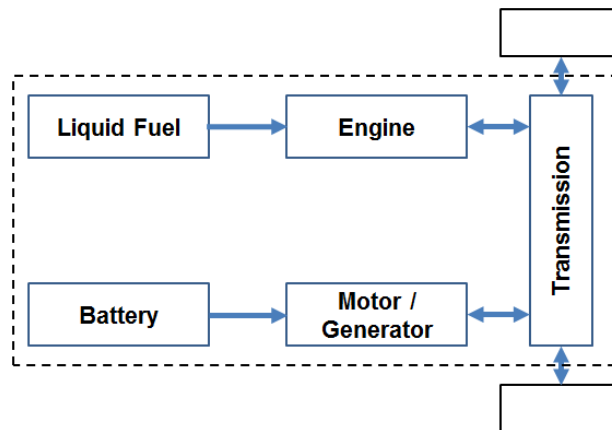 Liquid Fuel
Engine
Transmission
Battery
Motor /
Generator